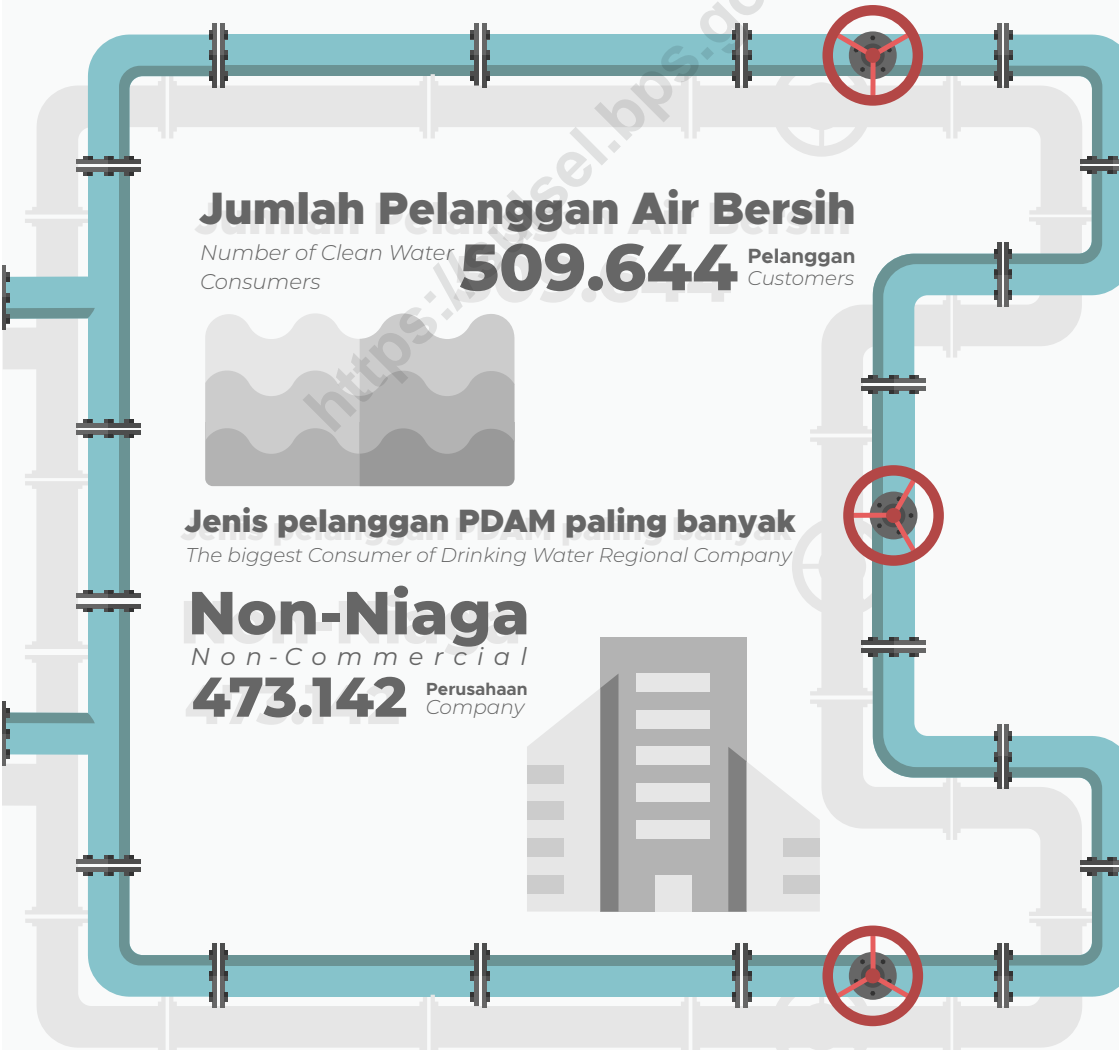 Jumlah Pelanggan Air Bersih
Number of Clean Water
Consumers
509.644
Pelanggan
Customers
Jenis pelanggan PDAM paling banyak
The biggest Consumer of Drinking Water Regional Company
Non-Niaga
Non-Commercial
473.142
Perusahaan
Company